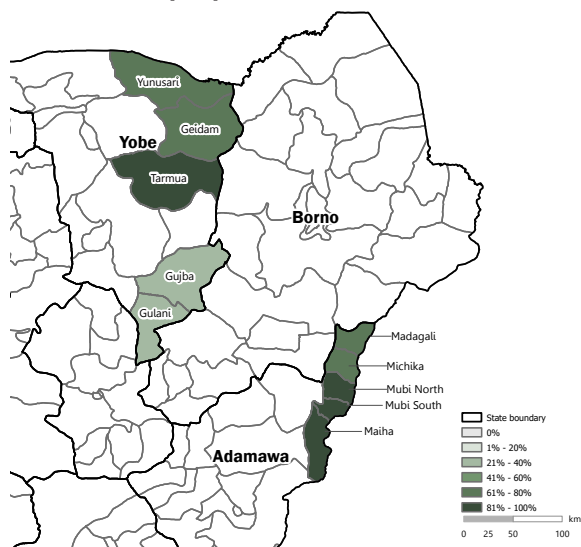 Yunusari
Geidam
Yobe
Tarmua
Borno
Gujba
Gulani
Madagali
Michika
Mubi North
Mubi South
Maiha
Adamawa
State boundary
0%
1% - 20%
21% - 40%
41% - 60%
61% - 80%
81% - 100%
km
0 25 50 100